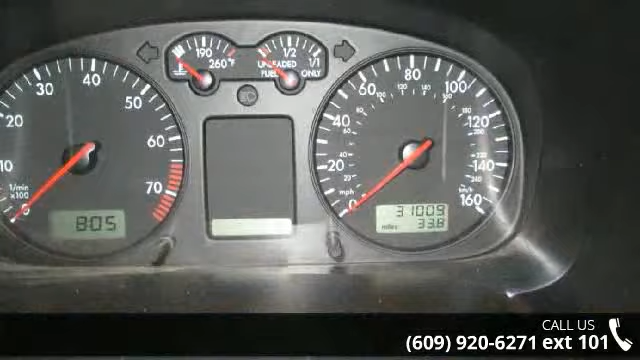 10 20 30 40 50 60 70
1/min
x100
8:05
190
260°F
1/2
1/1
UNLEADED
FUEL ONLY
0 20 40 60 80 100 120 140 160
mph
km/h
31009
miles 33.8
CALL US
(609) 920-6271 ext 101